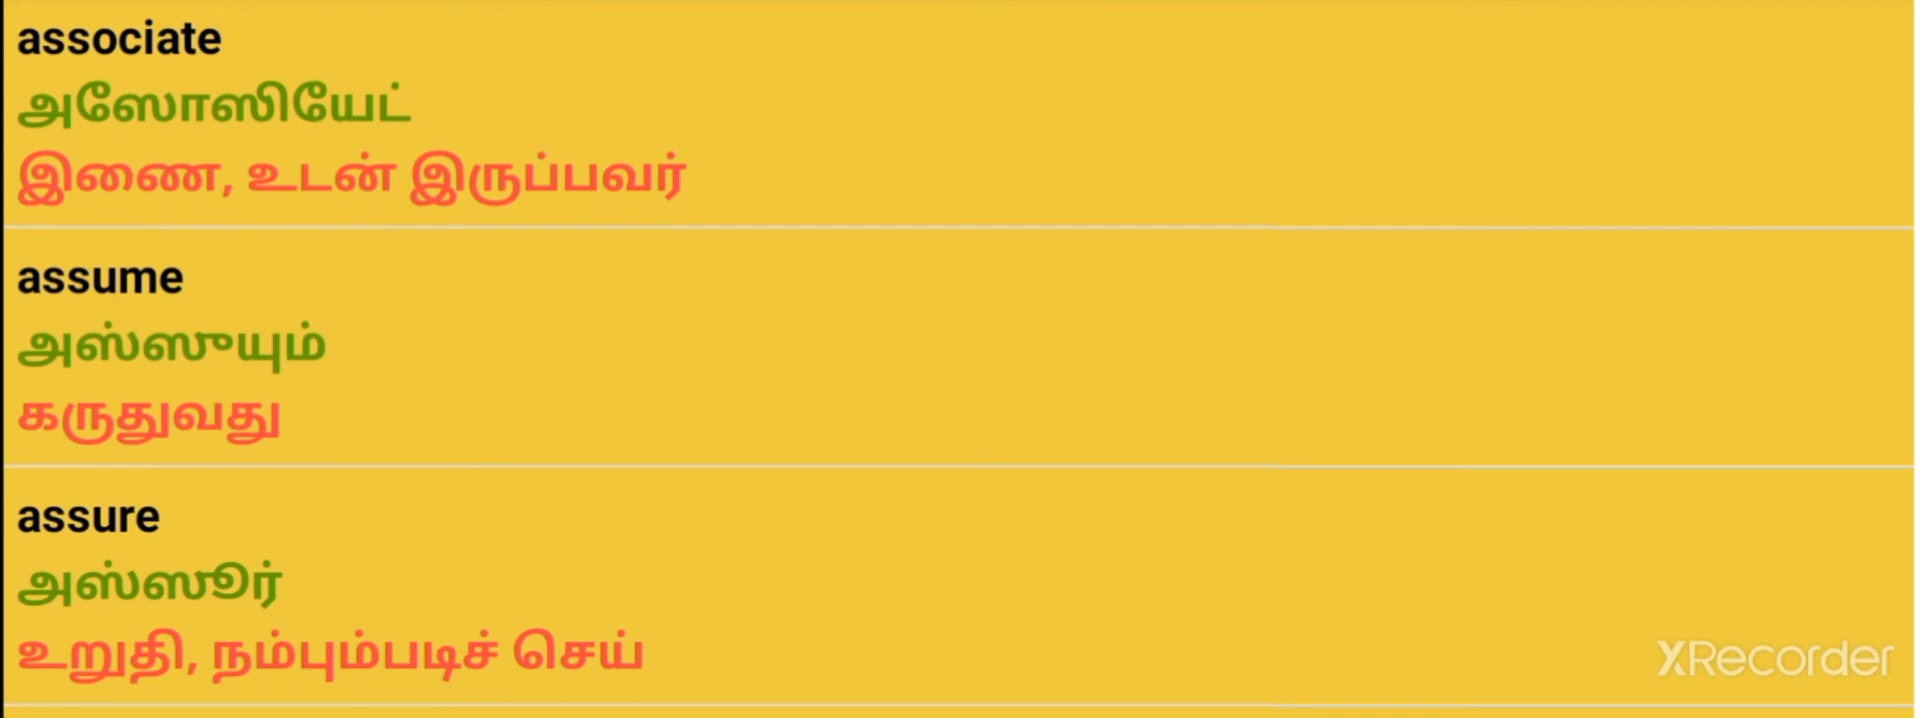 associate
அஸோஸியேட்
இணை, உடன் இருப்பவர்
assume
அஸ்ஸுயும்
கருதுவது
assure
அஸ்ஸூர்
உறுதி, நம்பும்படிச் செய்
XRecorder